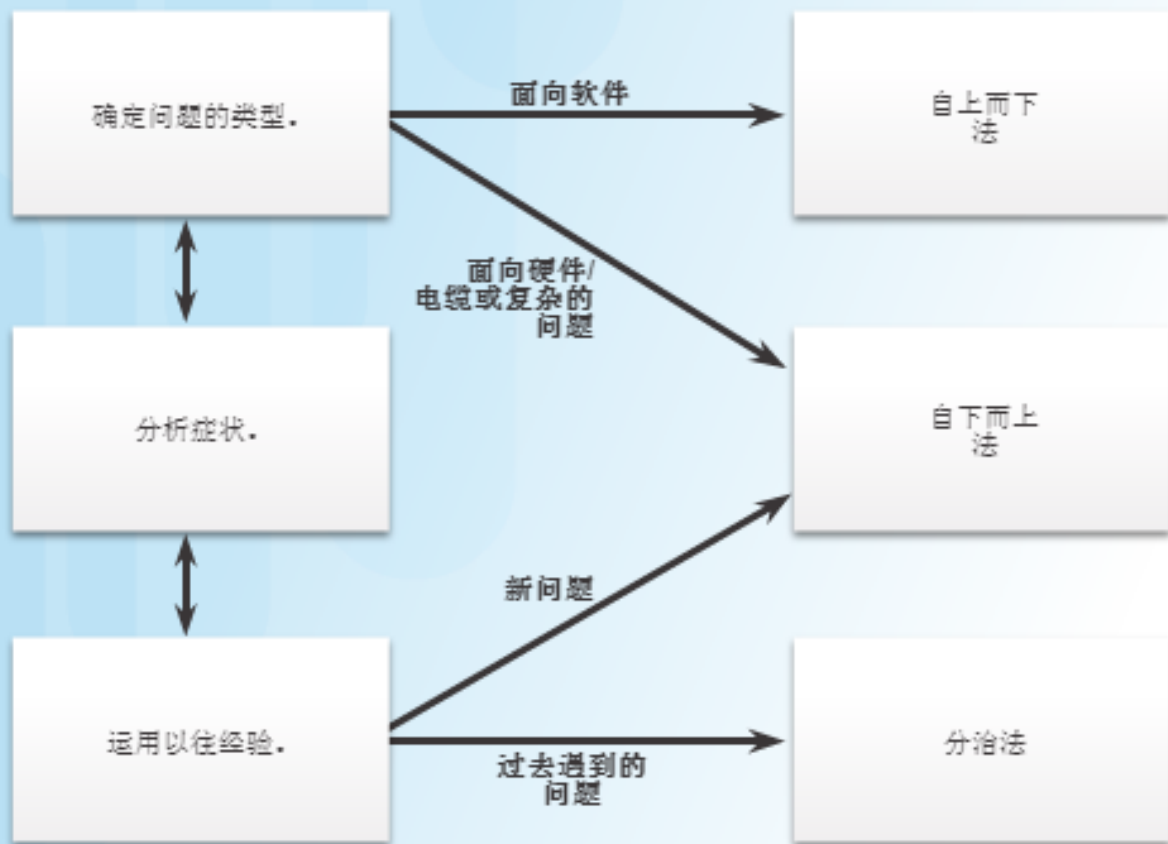 确定问题的类型.
面向软件
自上而下
法
面向硬件/
电缆或复杂的
问题
分析症状.
自下而上
法
新问题
运用以往经验.
过去遇到的
问题
分治法